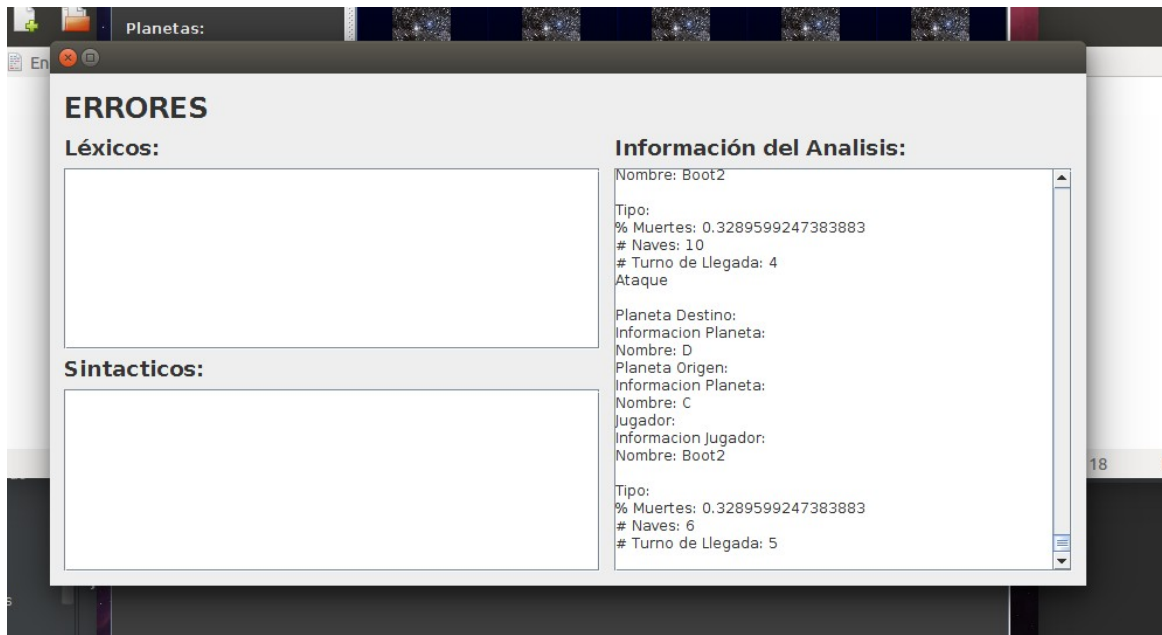 Planetas:
En
ERRORES
Léxicos:
Sintacticos:
Información del Analisis:
Nombre: Boot2
Tipo:
% Muertes: 0.3289599247383883
# Naves: 10
# Turno de Llegada: 4
Ataque
Planeta Destino:
Informacion Planeta:
Nombre: D
Planeta Origen:
Informacion Planeta:
Nombre: C
Jugador:
Informacion Jugador:
Nombre: Boot2
Tipo:
% Muertes: 0.3289599247383883
# Naves: 6
# Turno de Llegada: 5
18